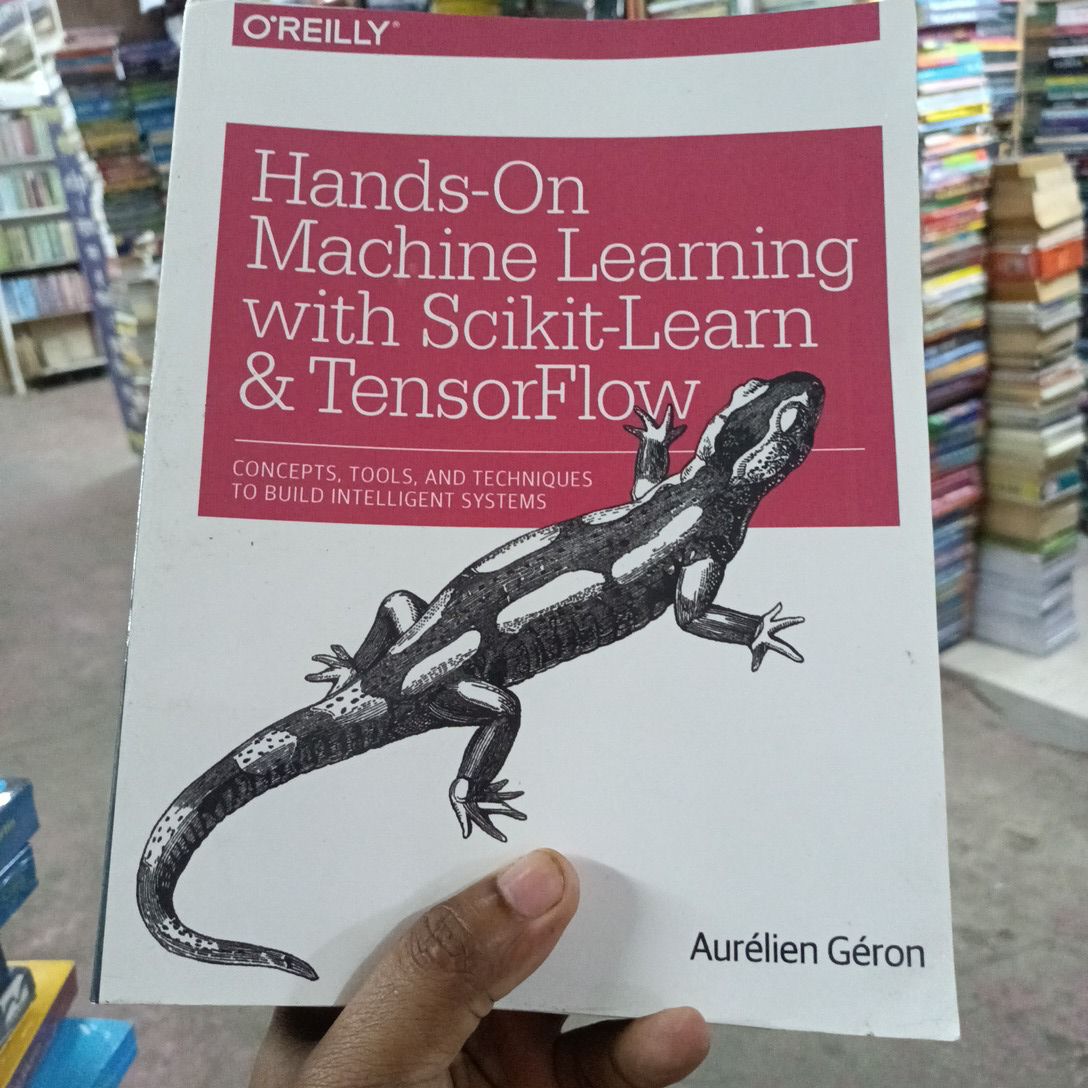 O'REILLY®
Hands-On
Machine Learning
with Scikit-Learn
& TensorFlow
CONCEPTS, TOOLS, AND TECHNIQUES
TO BUILD INTELLIGENT SYSTEMS
Aurélien Géron